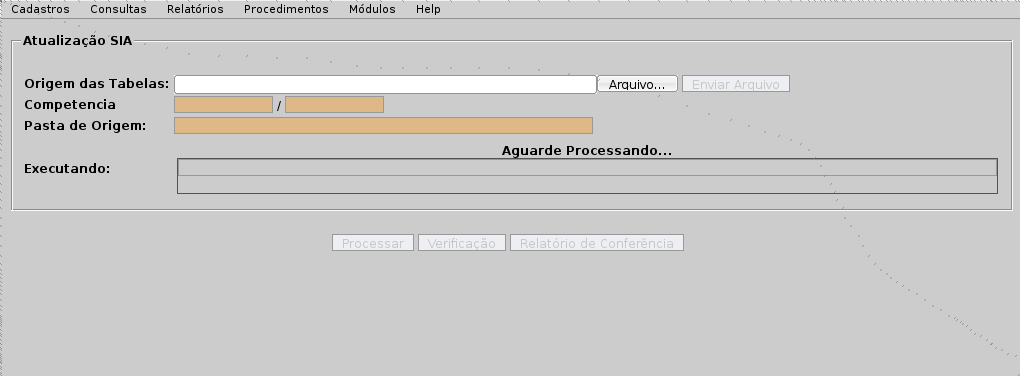 Cadastros Consultas Relatórios Procedimentos Módulos Help
Atualização SIA
Origem das Tabelas: Arquivo... Enviar Arquivo
Competencia /
Pasta de Origem:
Aguarde Processando...
Executando:
Processar Verificação Relatório de Conferência